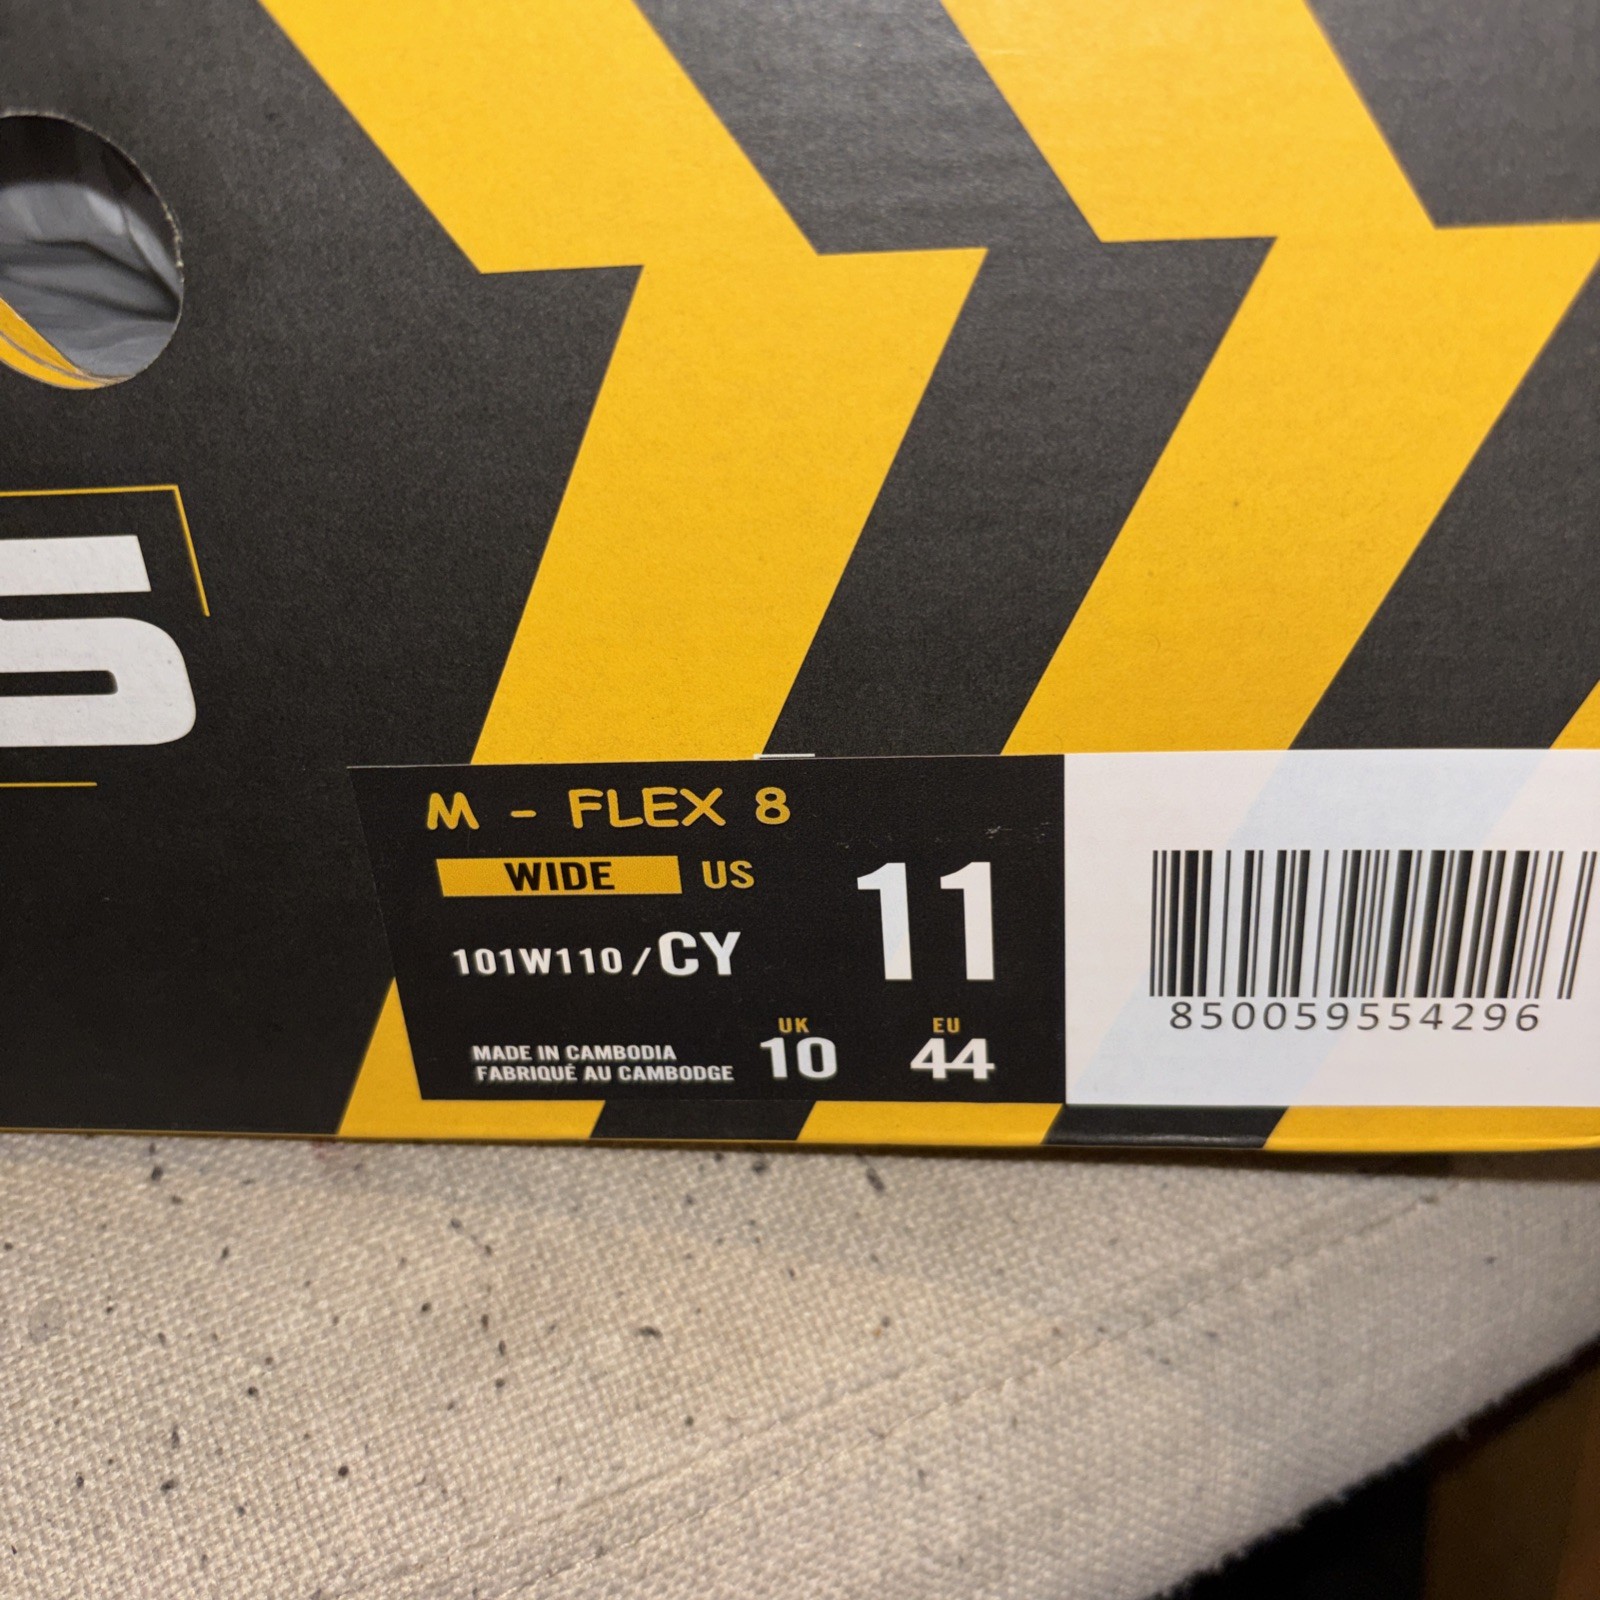 S
M - FLEX 8
WIDE US 11
101W110/CY
UK 10 EU 44
MADE IN CAMBODIA
FABRIQUÉ AU CAMBODGE
850059554296